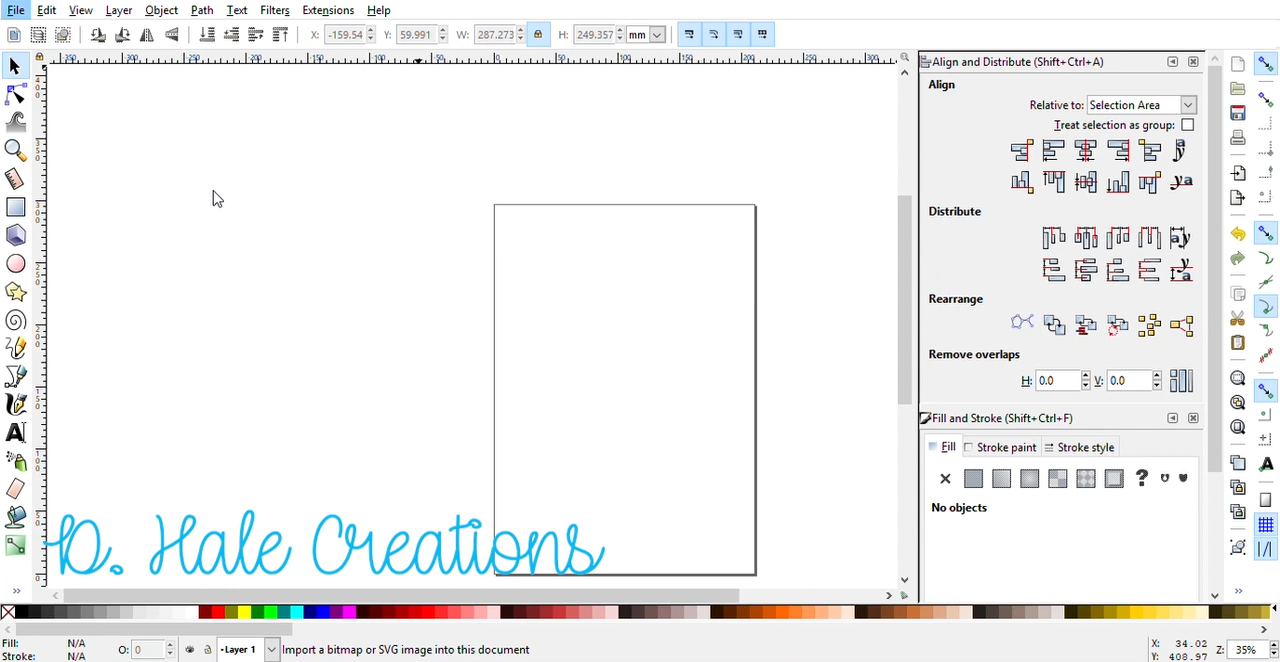 File Edit View Layer Object Path Text Filters Extensions Help
X: -159.54 Y: 59.991 W: 287.273 H: 249.357 mm
Align and Distribute (Shift+Ctrl+A)
Align
Relative to: Selection Area
Treat selection as group:
Distribute
Rearrange
Remove overlaps
H: 0.0 V: 0.0
Fill and Stroke (Shift+Ctrl+F)
Fill Stroke paint Stroke style
No objects
D. Hale Creations
Fill: N/A
Stroke: N/A
O: 0
Layer 1
Import a bitmap or SVG image into this document
X: 34.02
Y: 408.97
Z: 35%